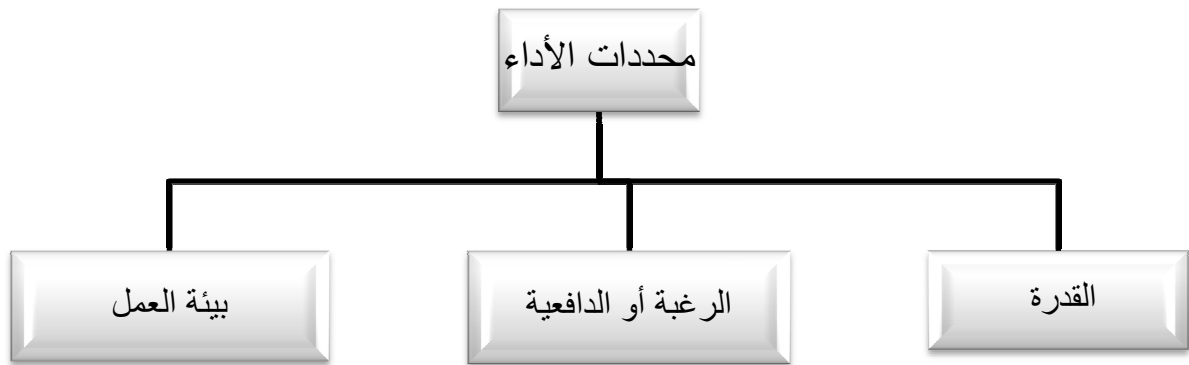 محددات الأداء
القدرة
الرغبة أو الدافعية
بيئة العمل